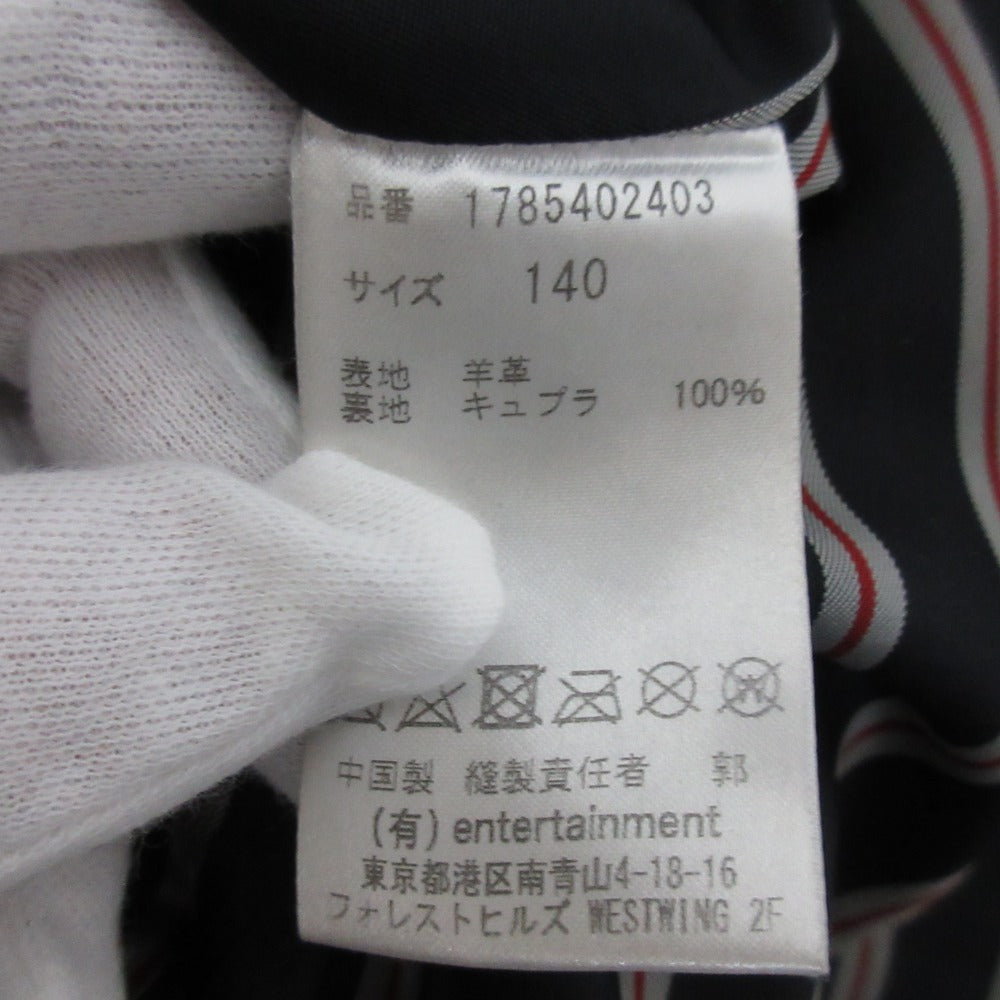 品番 1785402403
サイズ 140
表地 羊革
裏地 キュプラ 100%
中国製 縫製責任者 郭
(有) entertainment
東京都港区南青山4-18-16
フォレストヒルズ WESTWING 2F